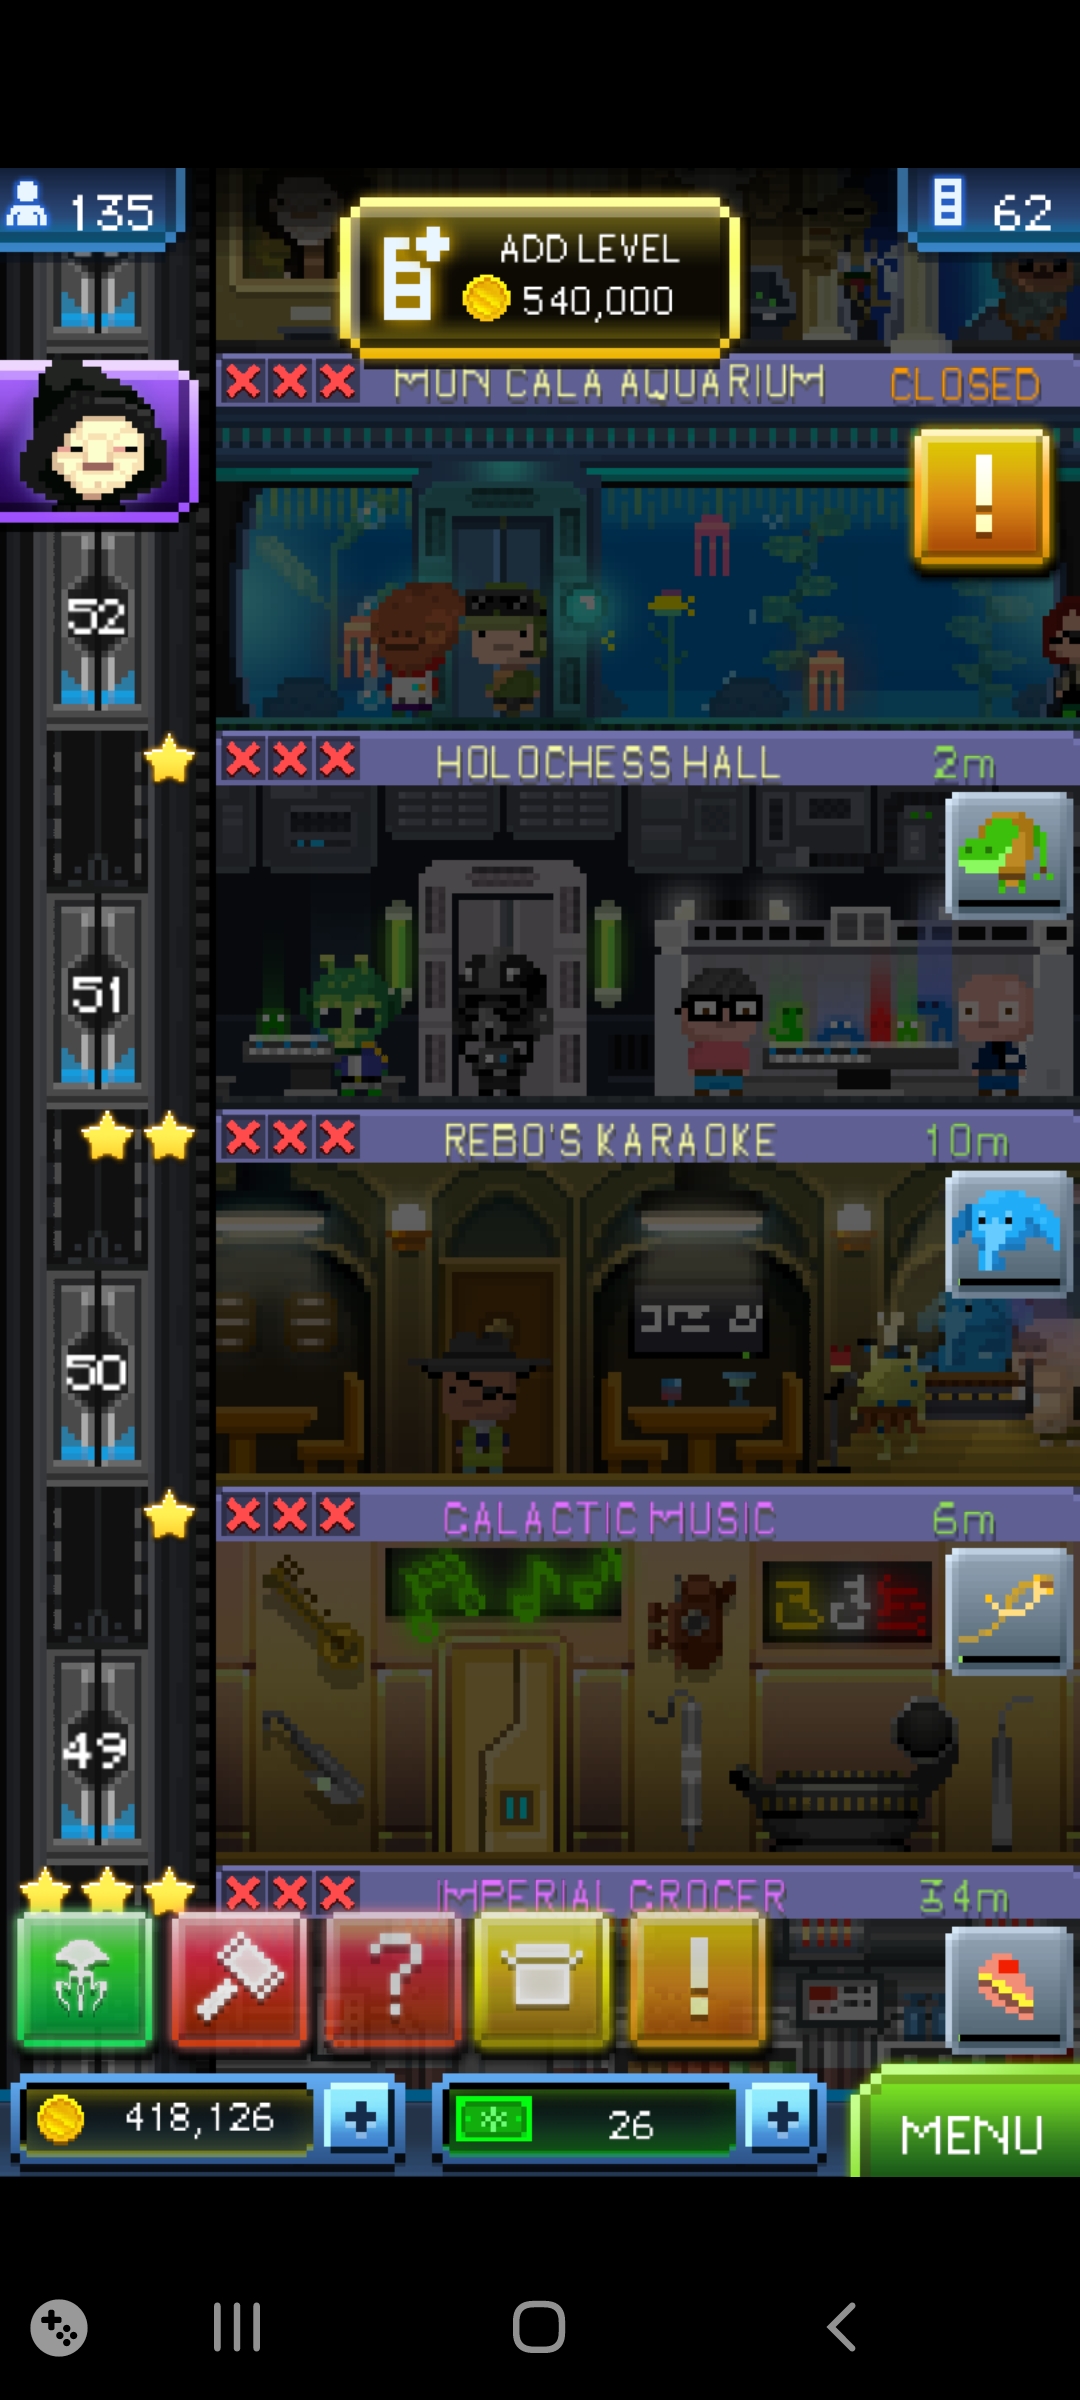 135
ADD LEVEL
540,000
62
MON CALA AQUARIUM
CLOSED
!
52
HOLOCHESS HALL
2m
51
REBO'S KARAOKE
10m
50
GALACTIC MUSIC
6m
49
IMPERIAL GROCER
34m
?
!
418,126
+
26
+
MENU